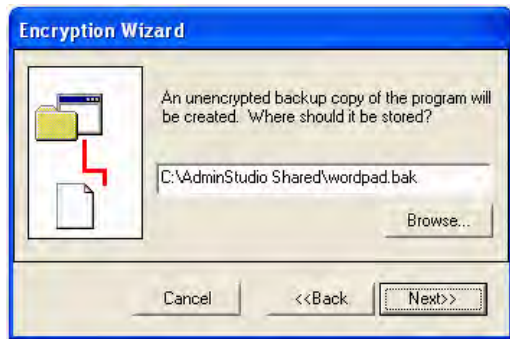 Encryption Wizard
An unencrypted backup copy of the program will
be created.  Where should it be stored?
C:\AdminStudio Shared\wordpad.bak
Browse...
Cancel
<<Back
Next>>